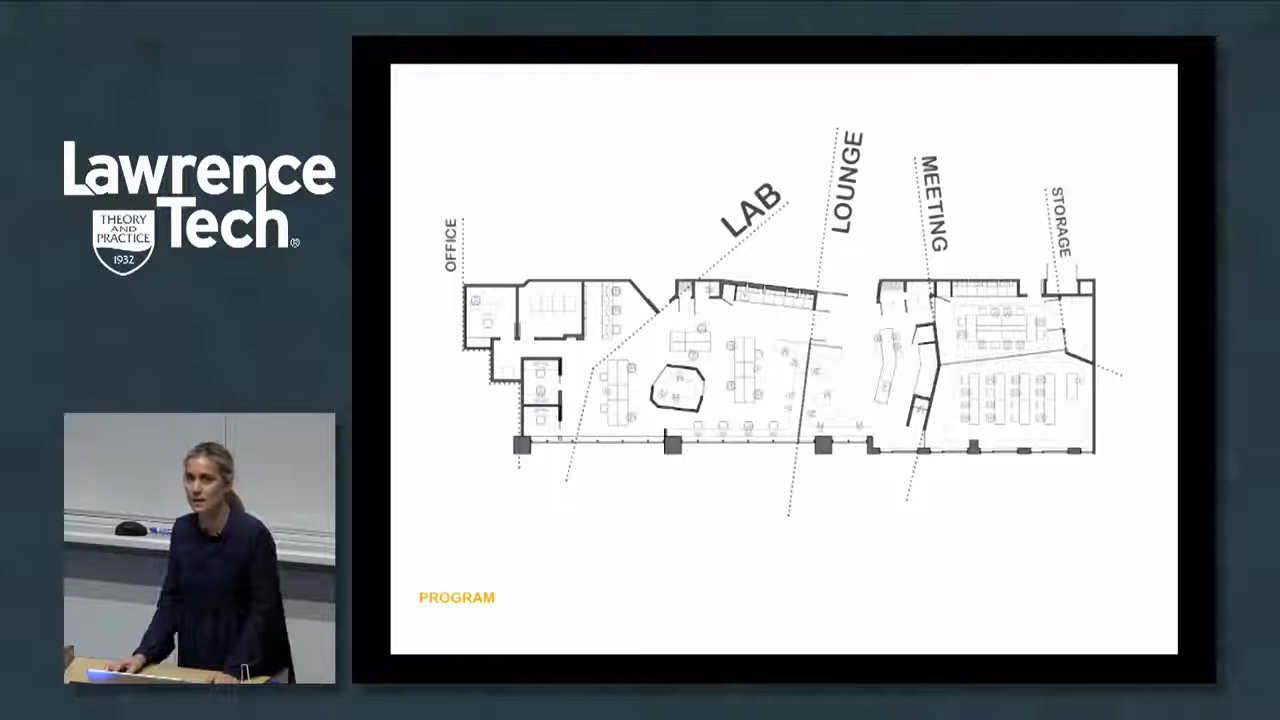 Lawrence
Tech®
THEORY
AND
PRACTICE
1932
OFFICE
LAB
LOUNGE
MEETING
STORAGE
PROGRAM